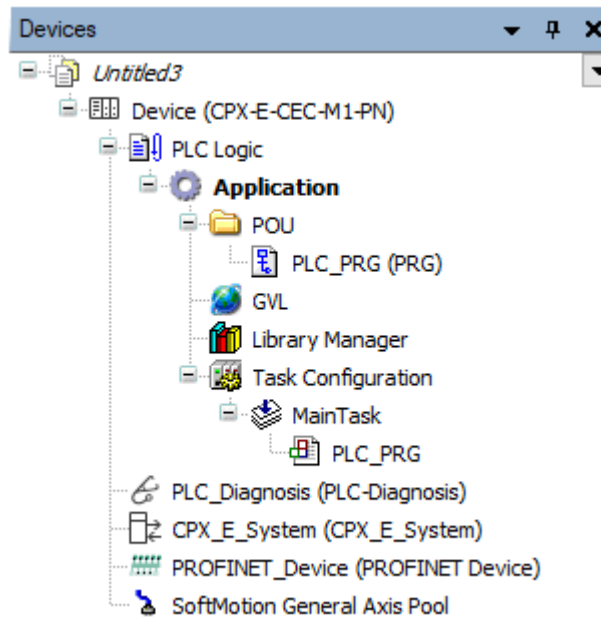 Devices
Untitled3
Device (CPX-E-CEC-M1-PN)
PLC Logic
Application
POU
PLC_PRG (PRG)
GVL
Library Manager
Task Configuration
MainTask
PLC_PRG
PLC_Diagnosis (PLC-Diagnosis)
CPX_E_System (CPX_E_System)
PROFINET_Device (PROFINET Device)
SoftMotion General Axis Pool